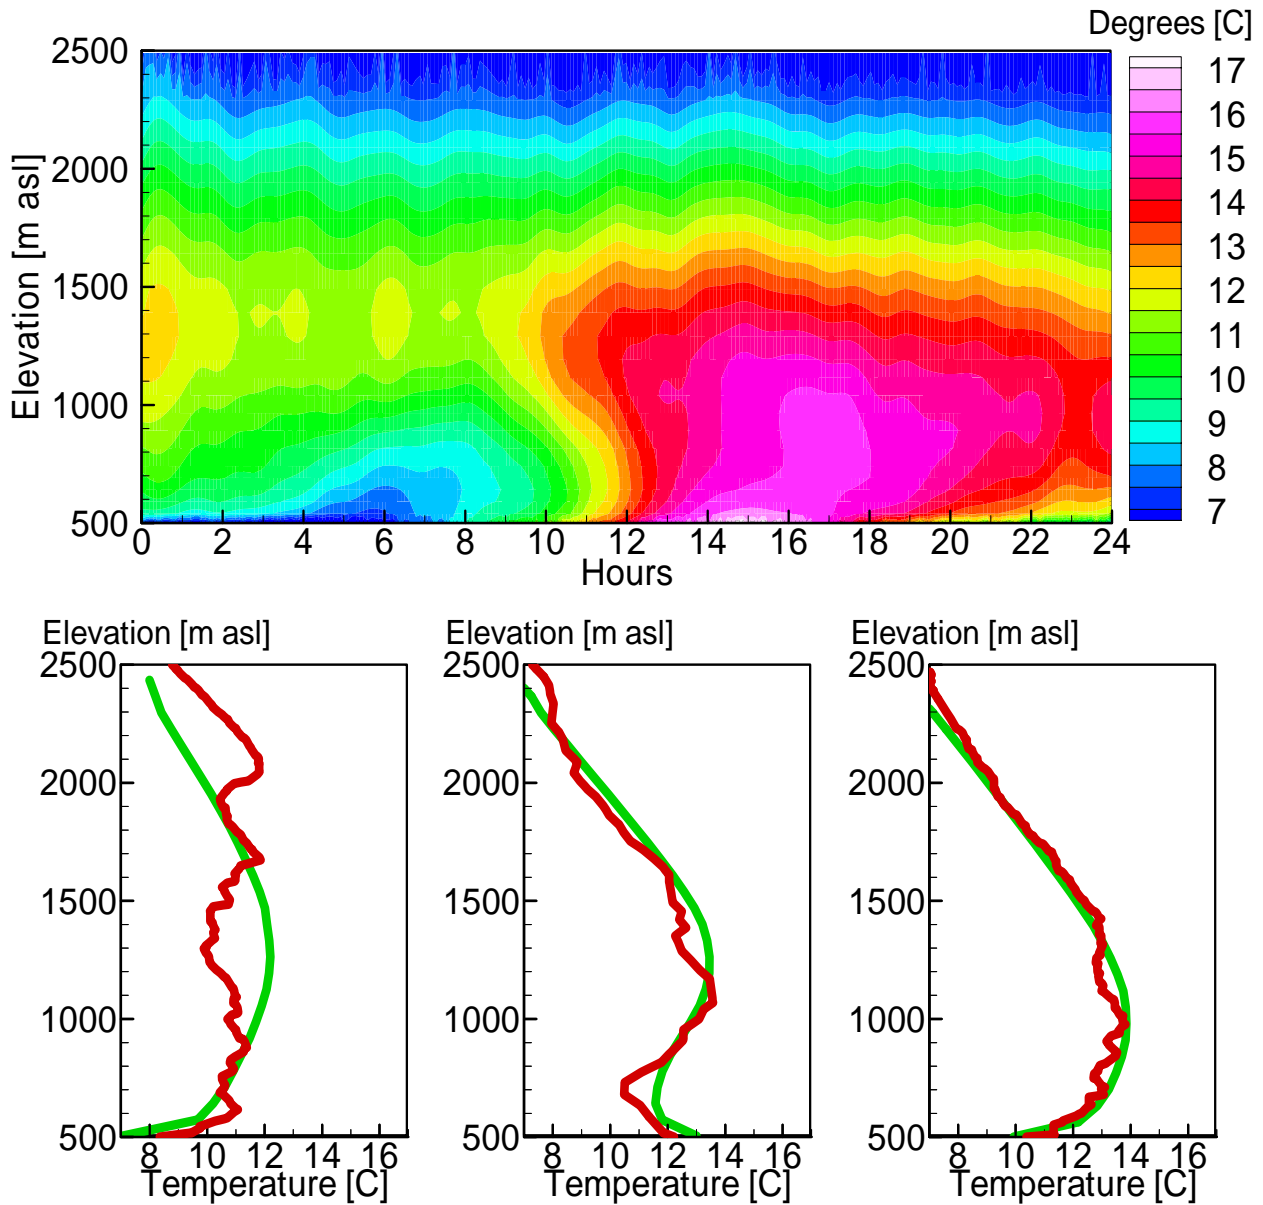 Degrees [C]
2500
2000
1500
1000
500
Elevation [m asl]
17
16
15
14
13
12
11
10
9
8
7
0 2 4 6 8 10 12 14 16 18 20 22 24
Hours
Elevation [m asl]
2500
2000
1500
1000
500
8 10 12 14 16
Temperature [C]
Elevation [m asl]
2500
2000
1500
1000
500
8 10 12 14 16
Temperature [C]
Elevation [m asl]
2500
2000
1500
1000
500
8 10 12 14 16
Temperature [C]